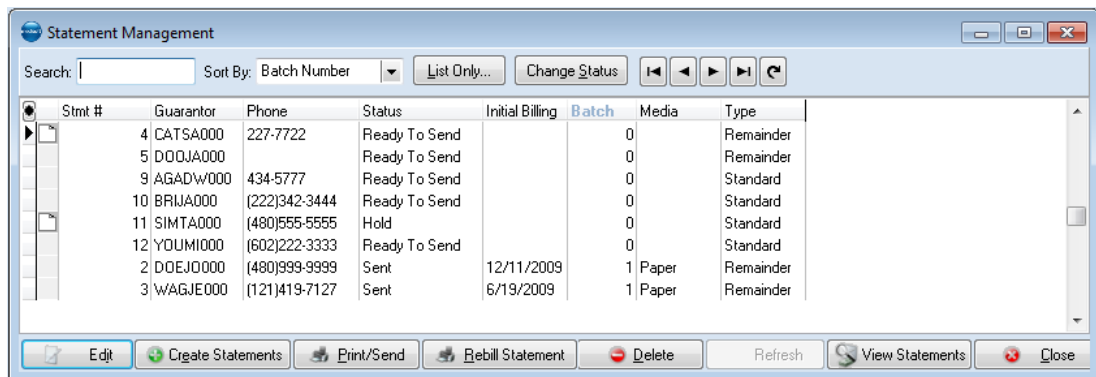 Statement Management
Search: Sort By: Batch Number List Only... Change Status
Stmt # Guarantor Phone Status Initial Billing Batch Media Type
4 CATSA000 227-7722 Ready To Send 0 Remainder
5 DOOJA000 Ready To Send 0 Remainder
9 AGADW000 434-5777 Ready To Send 0 Standard
10 BRIJA000 (222)342-3444 Ready To Send 0 Standard
11 SIMTA000 (480)555-5555 Hold 0 Standard
12 YOUMI000 (602)222-3333 Ready To Send 0 Standard
2 DOEJO000 (480)999-9999 Sent 12/11/2009 1 Paper Remainder
3 WAGJE000 (121)419-7127 Sent 6/19/2009 1 Paper Remainder
Edit Create Statements Print/Send Rebill Statement Delete Refresh View Statements Close